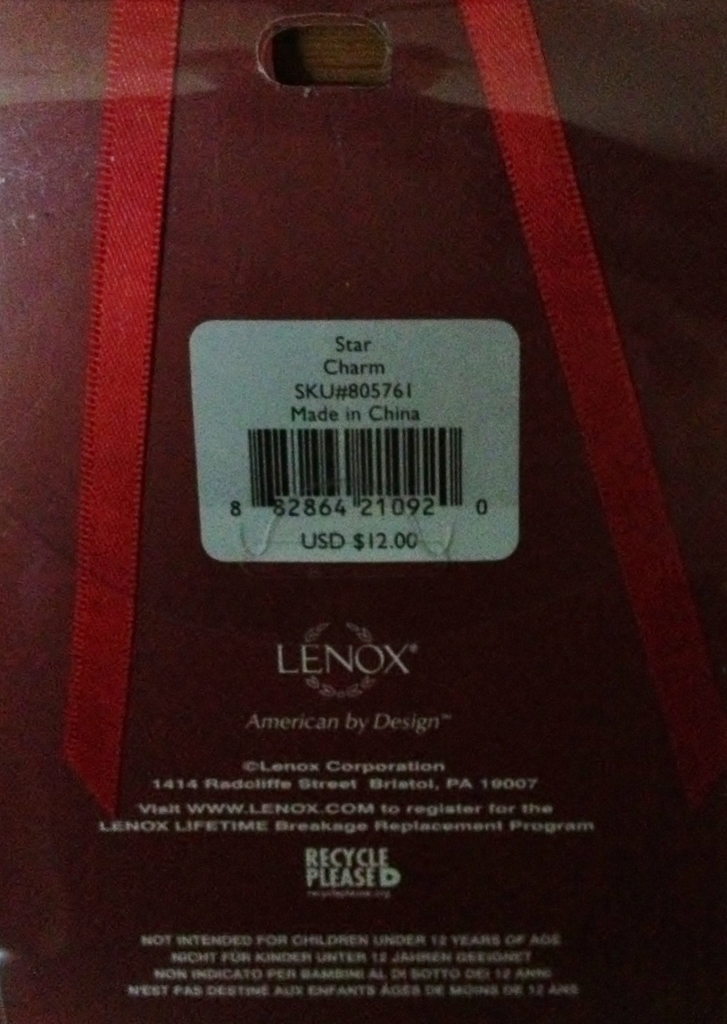 Star
Charm
SKU#805761
Made in China
8 82864 21092 0
USD $12.00
LENOX®
American by Design™
©Lenox Corporation
1414 Radcliffe Street Bristol, PA 19007
Visit WWW.LENOX.COM to register for the
LENOX LIFETIME Breakage Replacement Program
RECYCLE
PLEASE
recycleplease.org
NOT INTENDED FOR CHILDREN UNDER 12 YEARS OF AGE
NICHT FÜR KINDER UNTER 12 JAHREN GEEIGNET
NON INDICATO PER BAMBINI AL DI SOTTO DEI 12 ANNI
N'EST PAS DESTINÉ AUX ENFANTS ÂGÉS DE MOINS DE 12 ANS